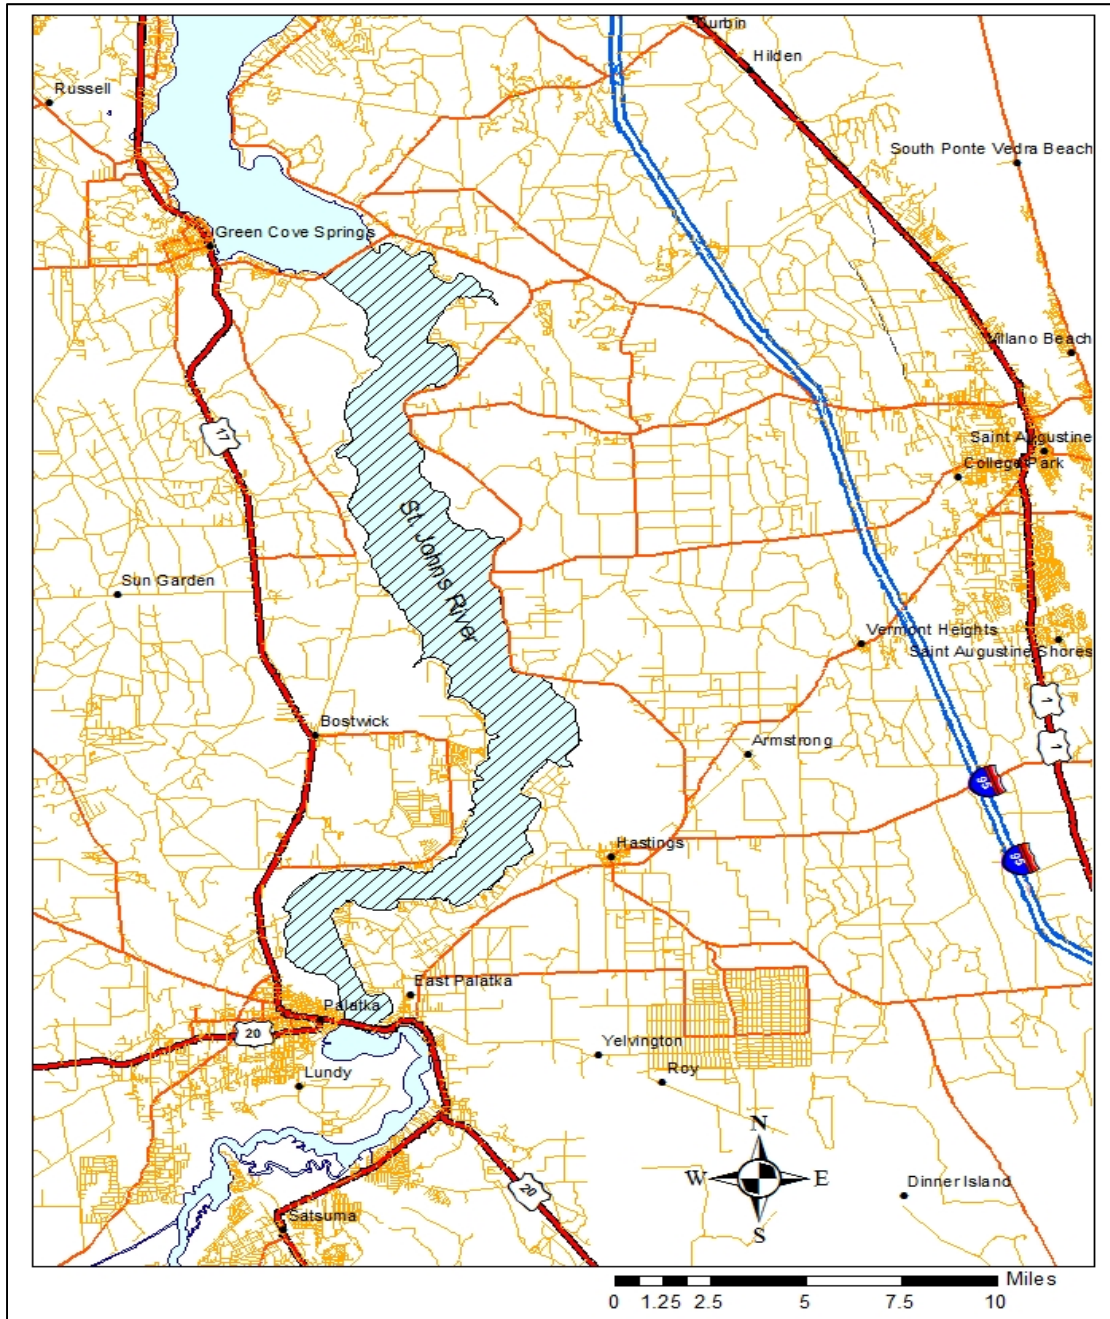 Durbin
Hilden
Russell
South Ponte Vedra Beach
Green Cove Springs
Villano Beach
17
Saint Augustine
College Park
St. Johns River
Sun Garden
Vermont Heights
Saint Augustine Shores
1
Bostwick
Armstrong
1
95
Hastings
95
East Palatka
Palatka
20
Yelvington
Roy
Lundy
N
W
E
S
20
Dinner Island
Satsuma
Miles
0 1.25 2.5 5 7.5 10